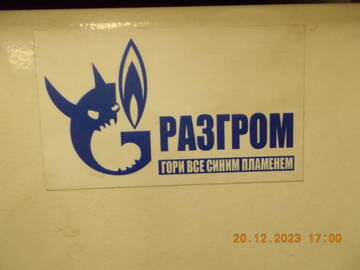 РАЗГРОМ
ГОРИ ВСЕ СИНИМ ПЛАМЕНЕМ
20.12.2023 17:00